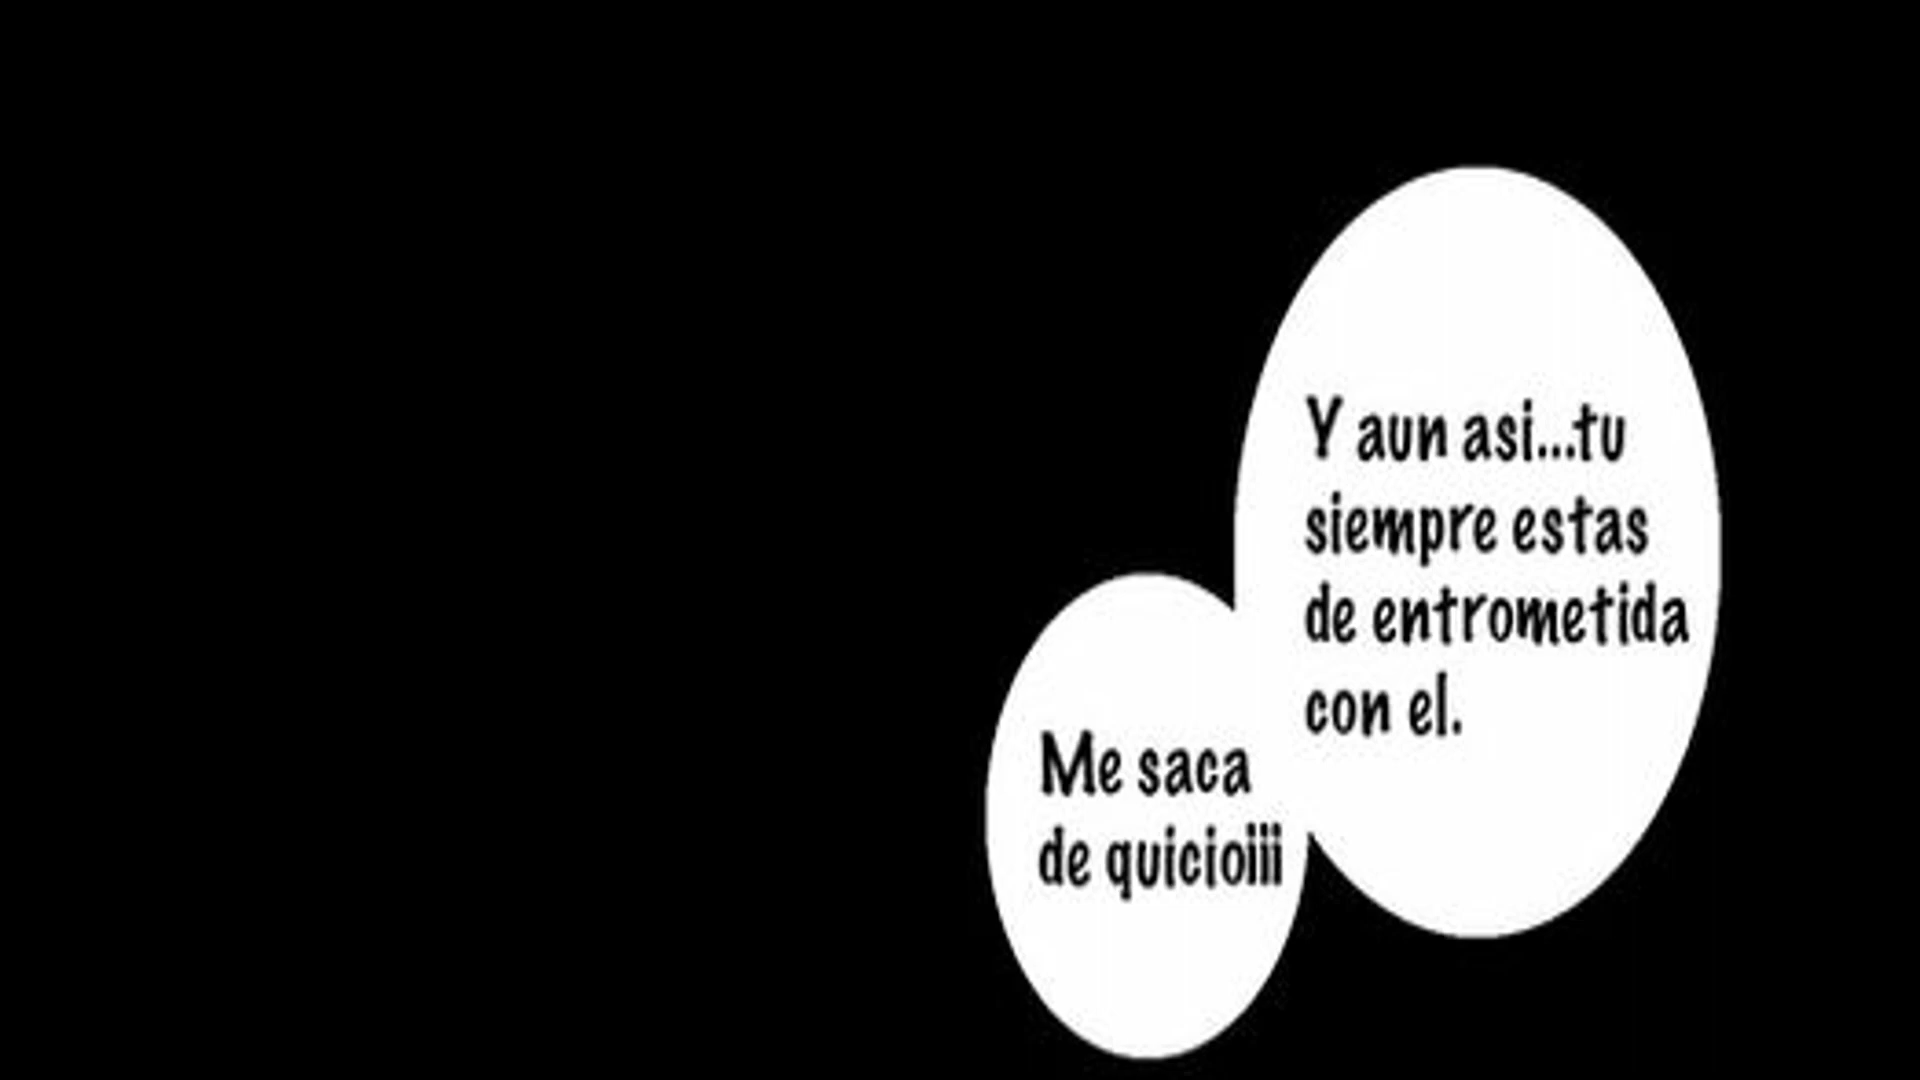 Y aun asi...tu
siempre estas
de entrometida
con el.
Me saca
de quicioiii